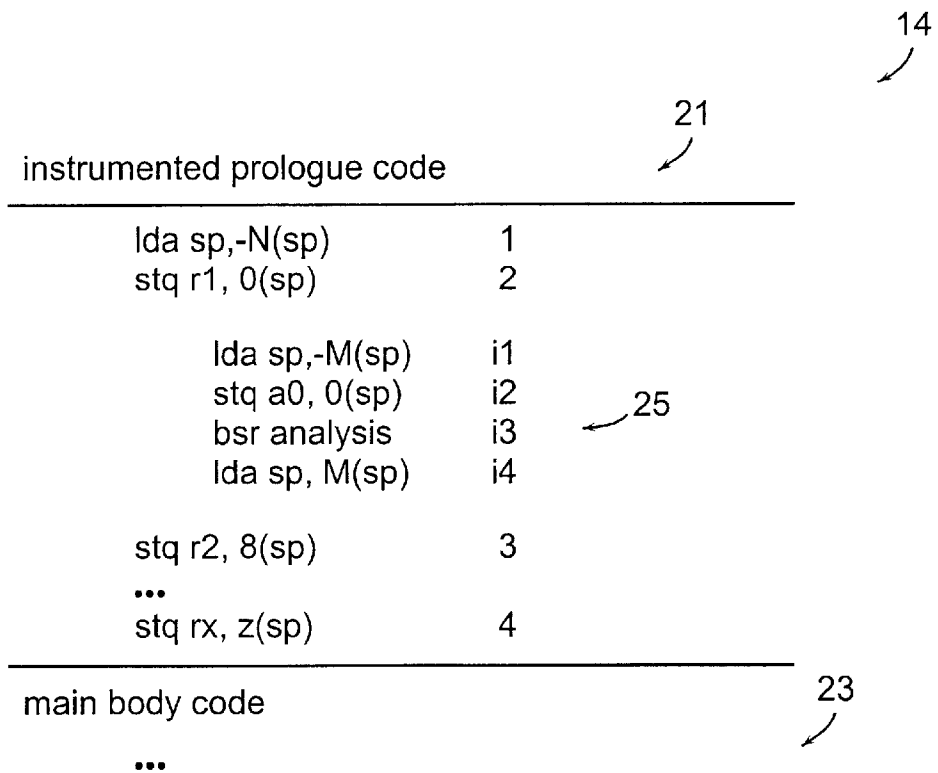 14
21
instrumented prologue code
lda sp,-N(sp) 1
stq r1, 0(sp) 2
lda sp,-M(sp) i1
stq a0, 0(sp) i2
25
bsr analysis i3
lda sp, M(sp) i4
stq r2, 8(sp) 3
•••
stq rx, z(sp) 4
main body code
23
•••